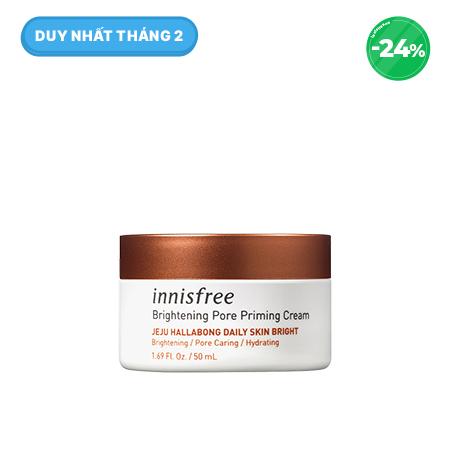 DUY NHẤT THÁNG 2
-24%
innisfree
Brightening Pore Priming Cream
JEJU HALLABONG DAILY SKIN BRIGHT
Brightening / Pore Caring / Hydrating
1.69 Fl. Oz. / 50 mL